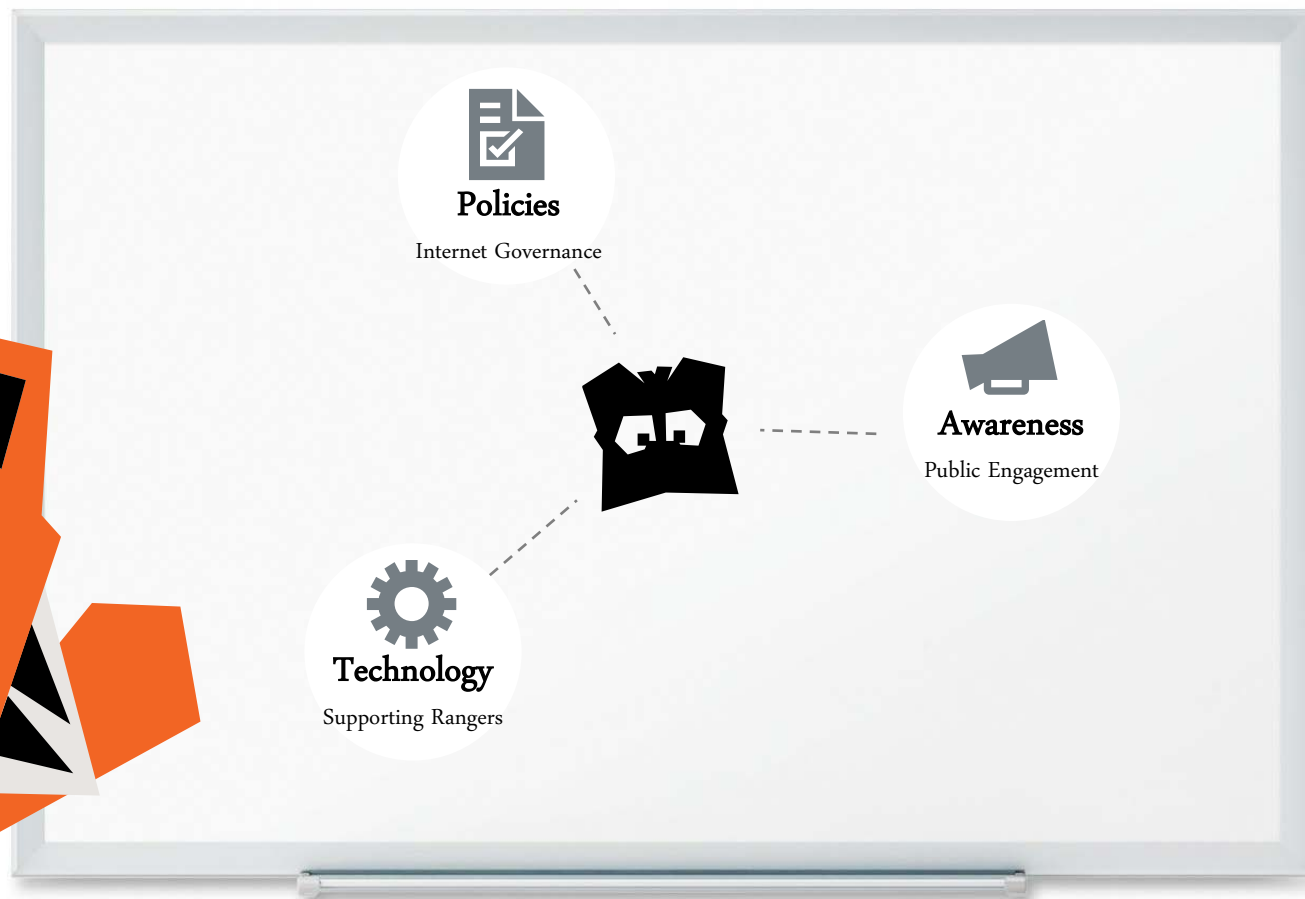 Policies
Internet Governance
Awareness
Public Engagement
Technology
Supporting Rangers